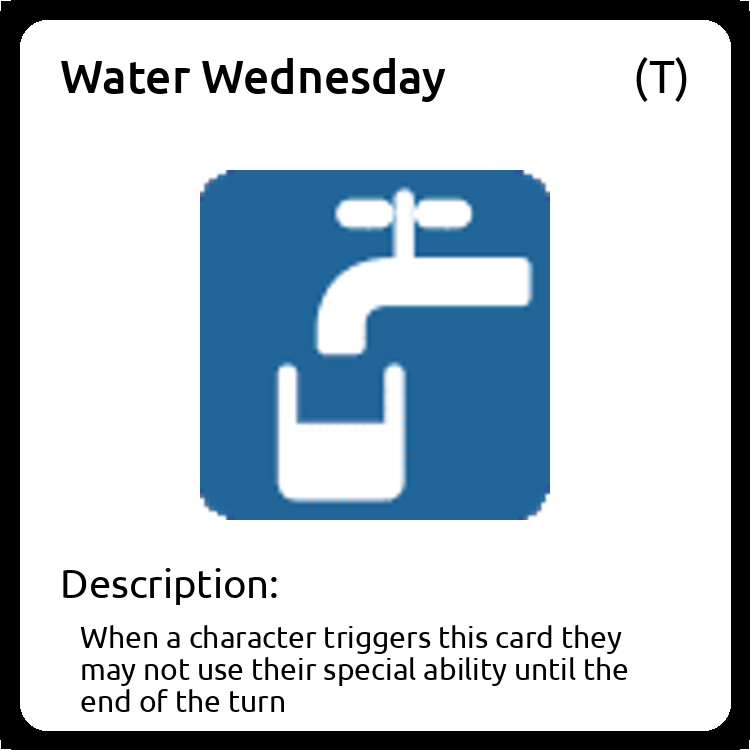 Water Wednesday (T)
Description:
When a character triggers this card they
may not use their special ability until the
end of the turn